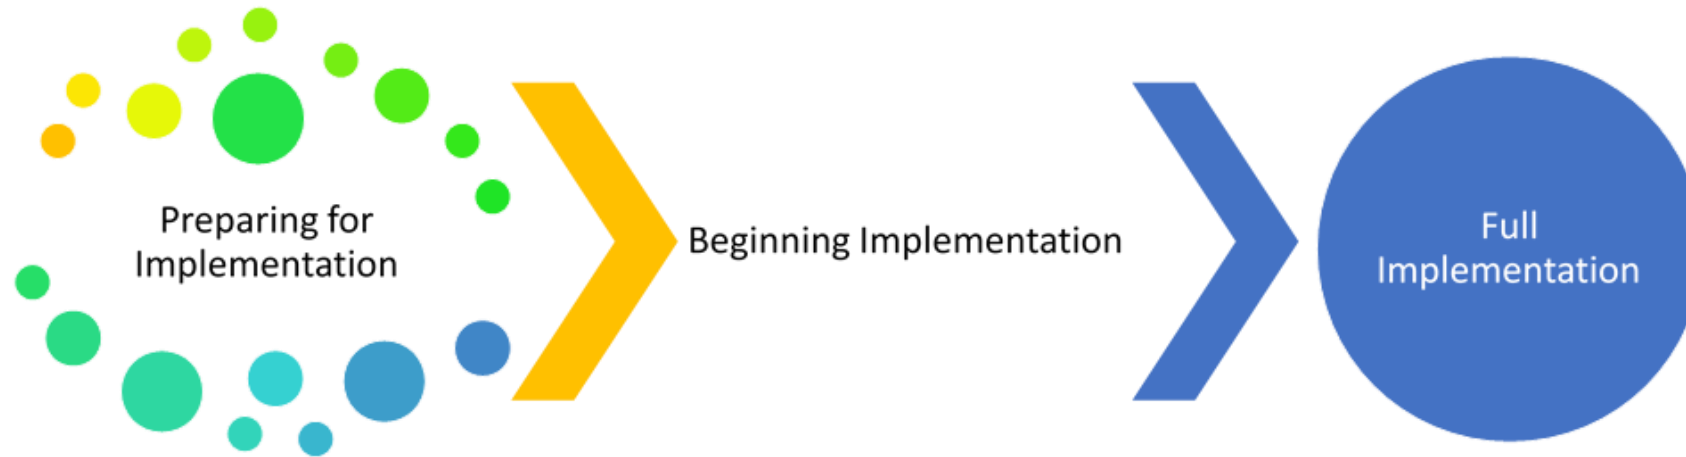 Preparing for
Implementation
Beginning Implementation
Full
Implementation